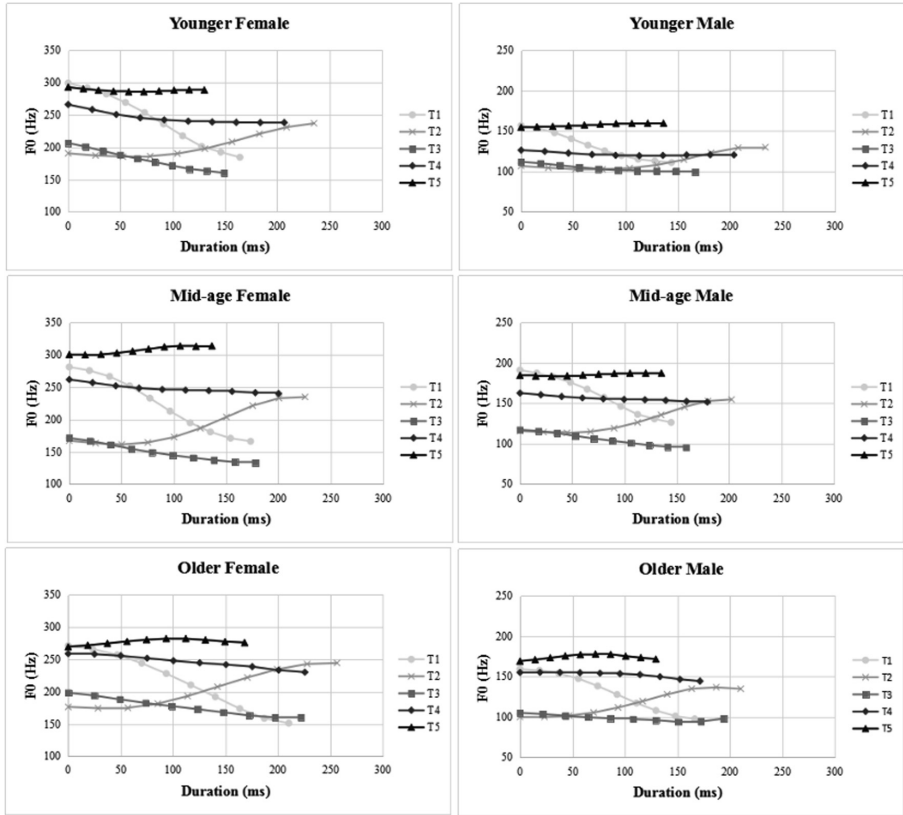 Younger Female
350
300
250
200
150
100
F0 (Hz)
0 50 100 150 200 250 300
Duration (ms)
T1
T2
T3
T4
T5
Younger Male
250
200
150
100
50
F0 (Hz)
0 50 100 150 200 250 300
Duration (ms)
T1
T2
T3
T4
T5
Mid-age Female
350
300
250
200
150
100
F0 (Hz)
0 50 100 150 200 250 300
Duration (ms)
T1
T2
T3
T4
T5
Mid-age Male
250
200
150
100
50
F0 (Hz)
0 50 100 150 200 250 300
Duration (ms)
T1
T2
T3
T4
T5
Older Female
350
300
250
200
150
100
F0 (Hz)
0 50 100 150 200 250 300
Duration (ms)
T1
T2
T3
T4
T5
Older Male
250
200
150
100
50
F0 (Hz)
0 50 100 150 200 250 300
Duration (ms)
T1
T2
T3
T4
T5